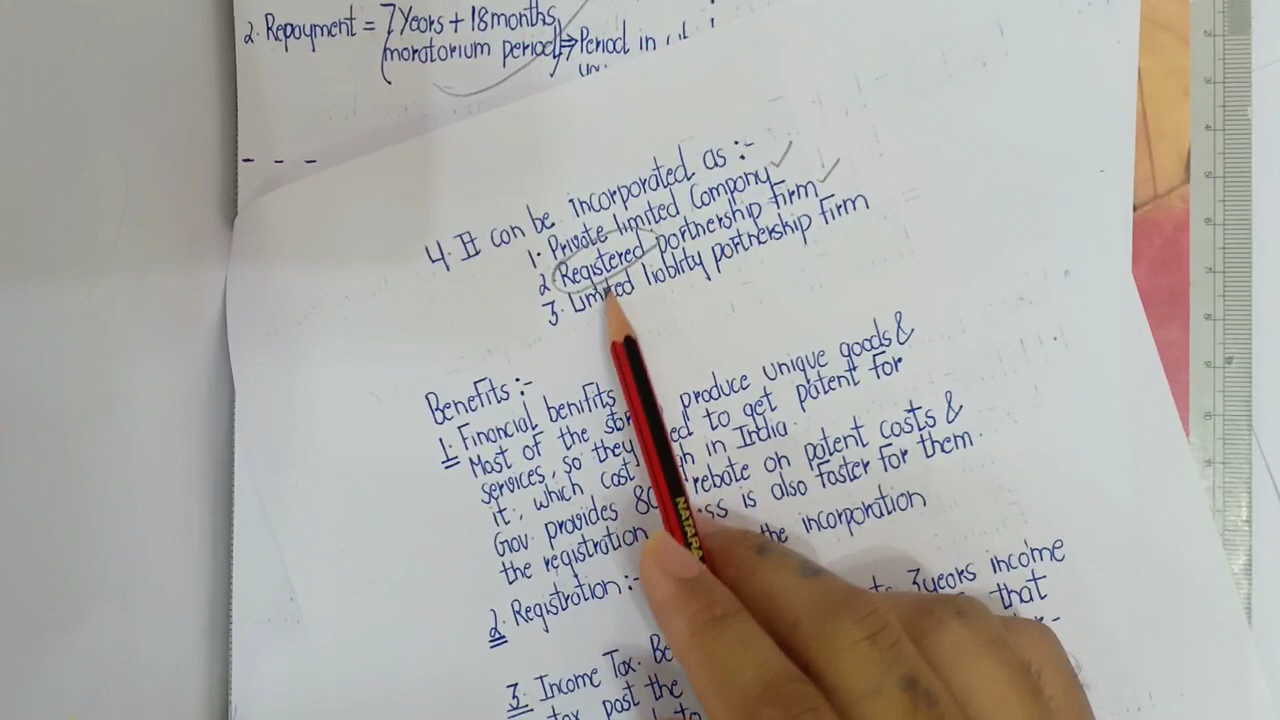 2. Repayment = 7 Years + 18 months
moratorium period => Period in
4. It can be incorporated as :-
1. Private limited Company
2 Registered partnership firm
3. Limited liablity partnership firm
Benefits :-
1. Financial benifits
Most of the produce unique goods &
services, so they to get patent for
it, which cost in India.
Gov. provides rebate on patent costs &
the registration is also faster for them.
2. Registration :- the incorporation
3. Income Tax. 3 years income
tax past the that
NATARA